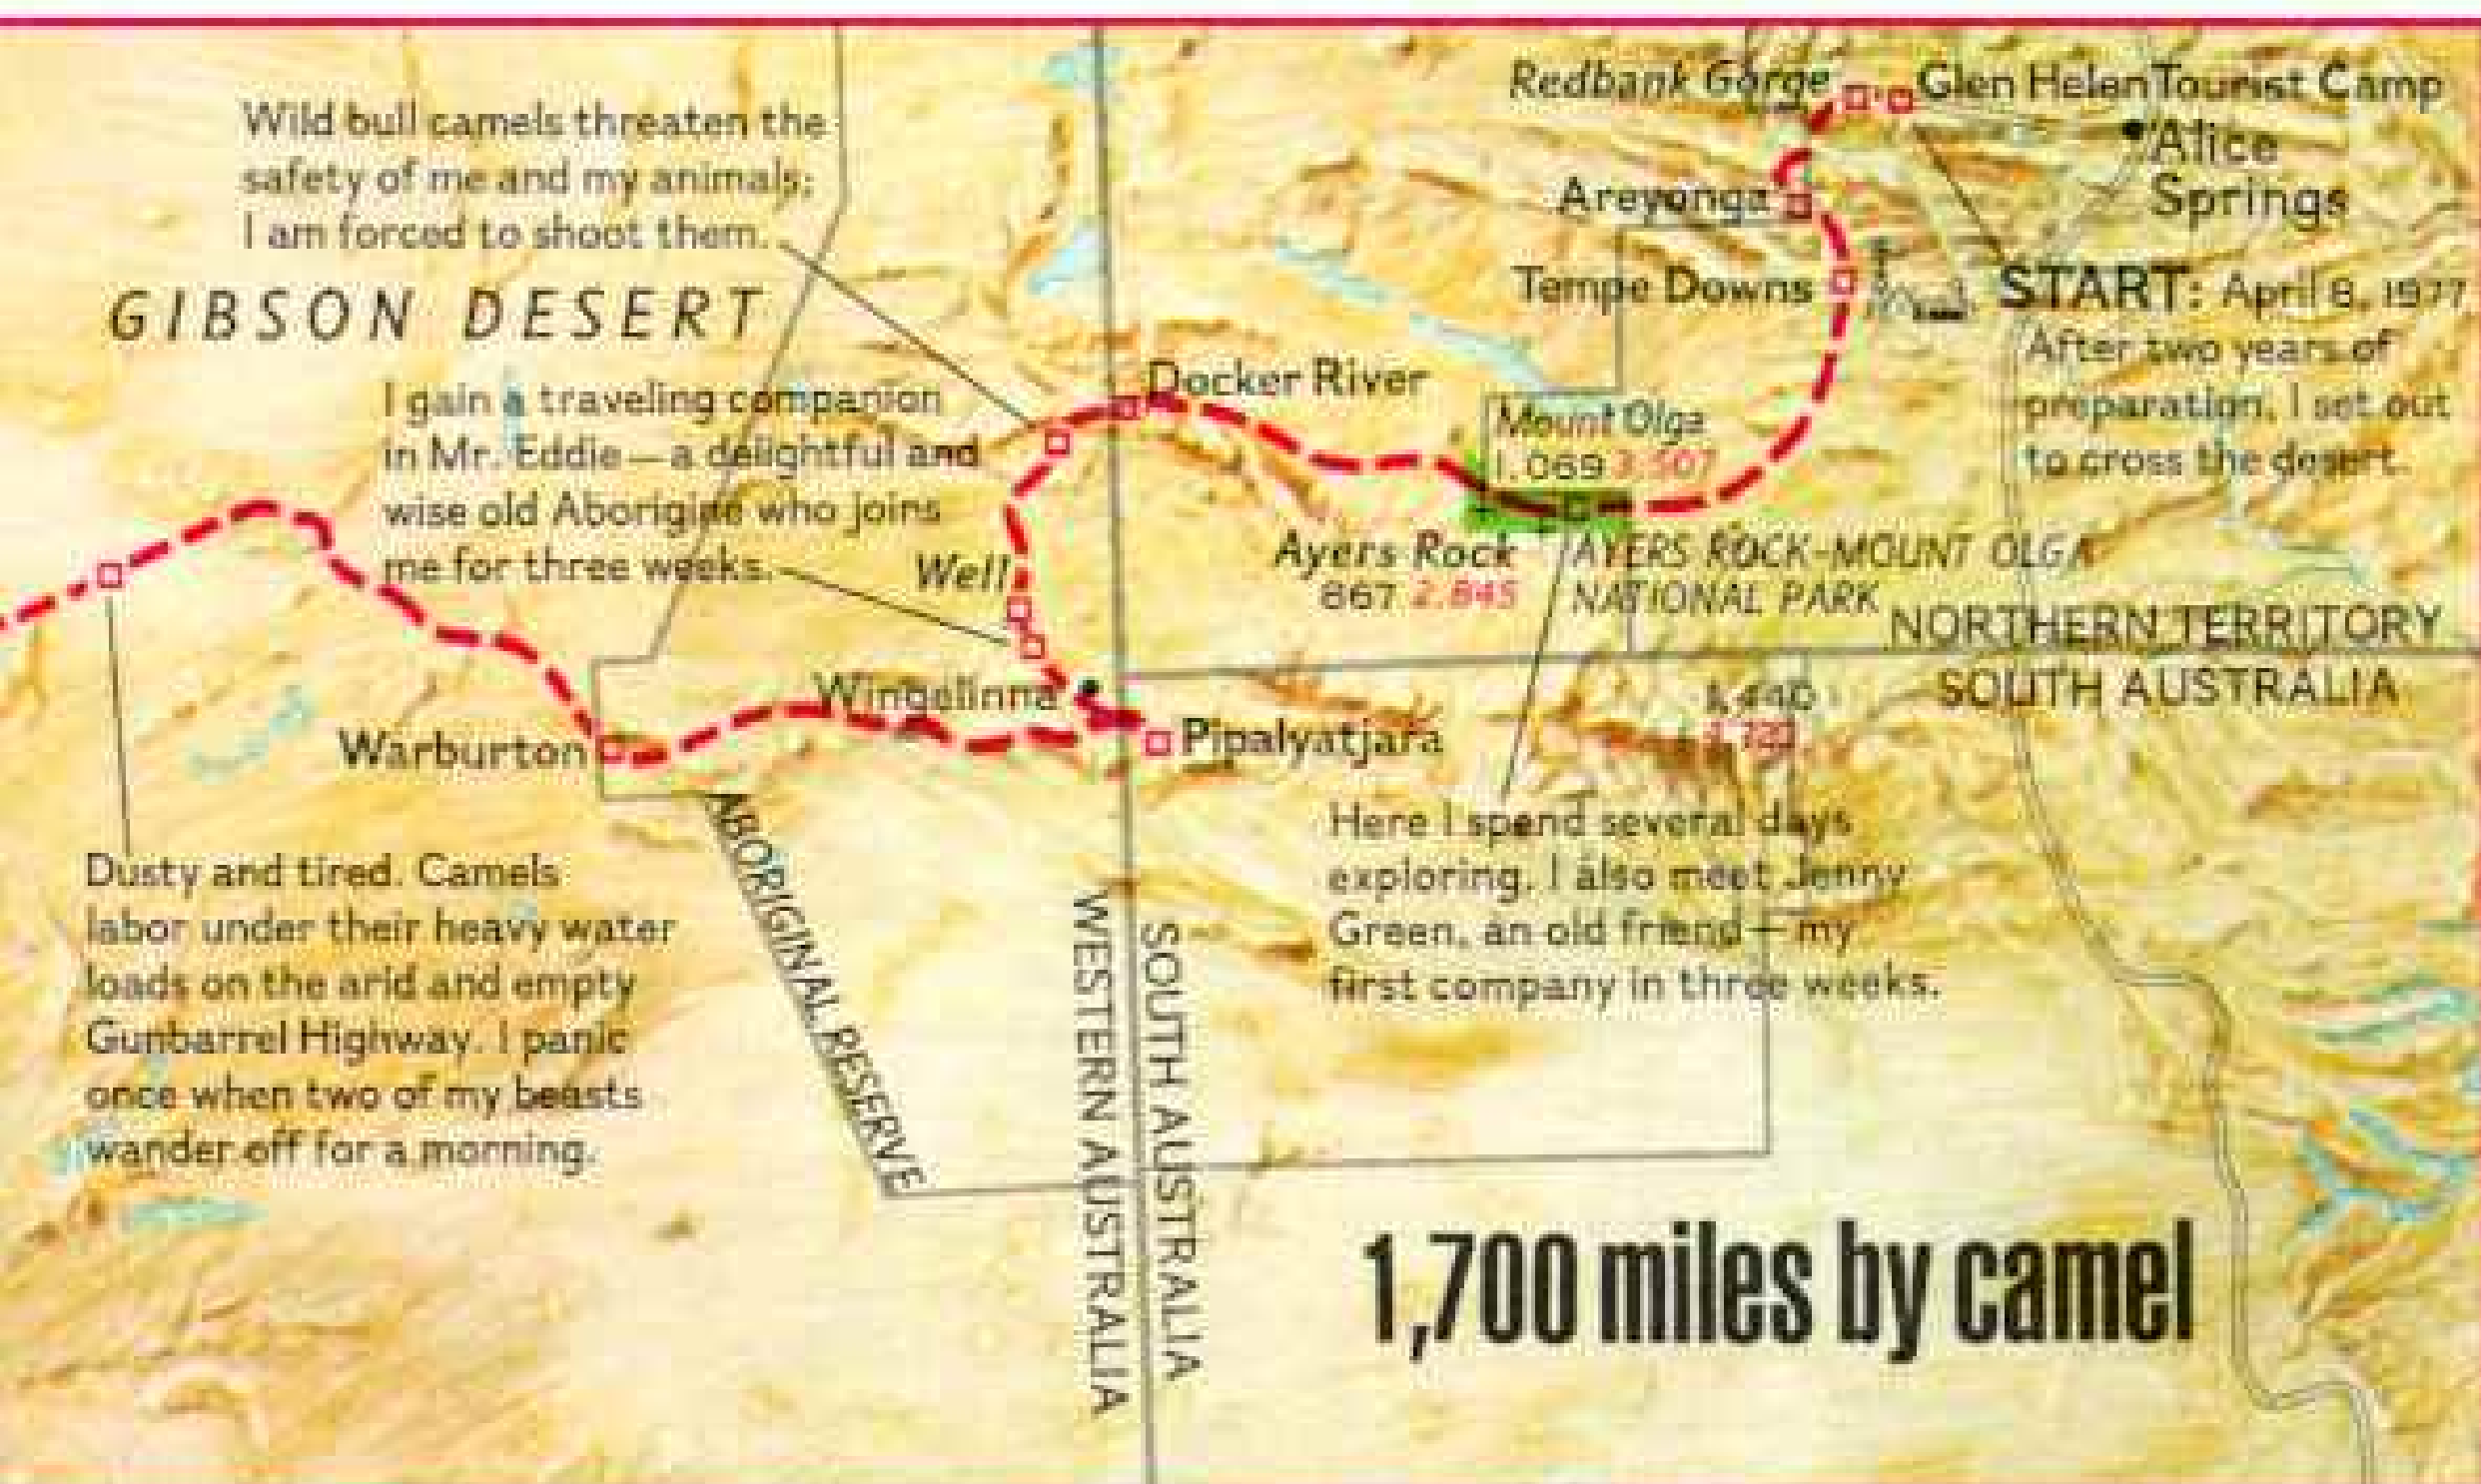 Redbank Gorge
Glen Helen Tourist Camp
Alice
Springs
Wild bull camels threaten the
safety of me and my animals;
I am forced to shoot them.
Areyonga
Tempe Downs
START: April 8, 1977
After two years of
preparation, I set out
to cross the desert.
GIBSON DESERT
Docker River
I gain a traveling companion
in Mr. Eddie—a delightful and
wise old Aborigine who joins
me for three weeks.
Mount Olga
1,069 3,507
Well
Ayers Rock
867 2,845
AYERS ROCK-MOUNT OLGA
NATIONAL PARK
NORTHERN TERRITORY
SOUTH AUSTRALIA
Wingelinna
Warburton
Pipalyatjara
Here I spend several days
exploring. I also meet Jenny
Green, an old friend—my
first company in three weeks.
Dusty and tired. Camels
labor under their heavy water
loads on the arid and empty
Gunbarrel Highway. I panic
once when two of my beasts
wander off for a morning.
ABORIGINAL RESERVE
WESTERN AUSTRALIA
SOUTH AUSTRALIA
1,700 miles by camel